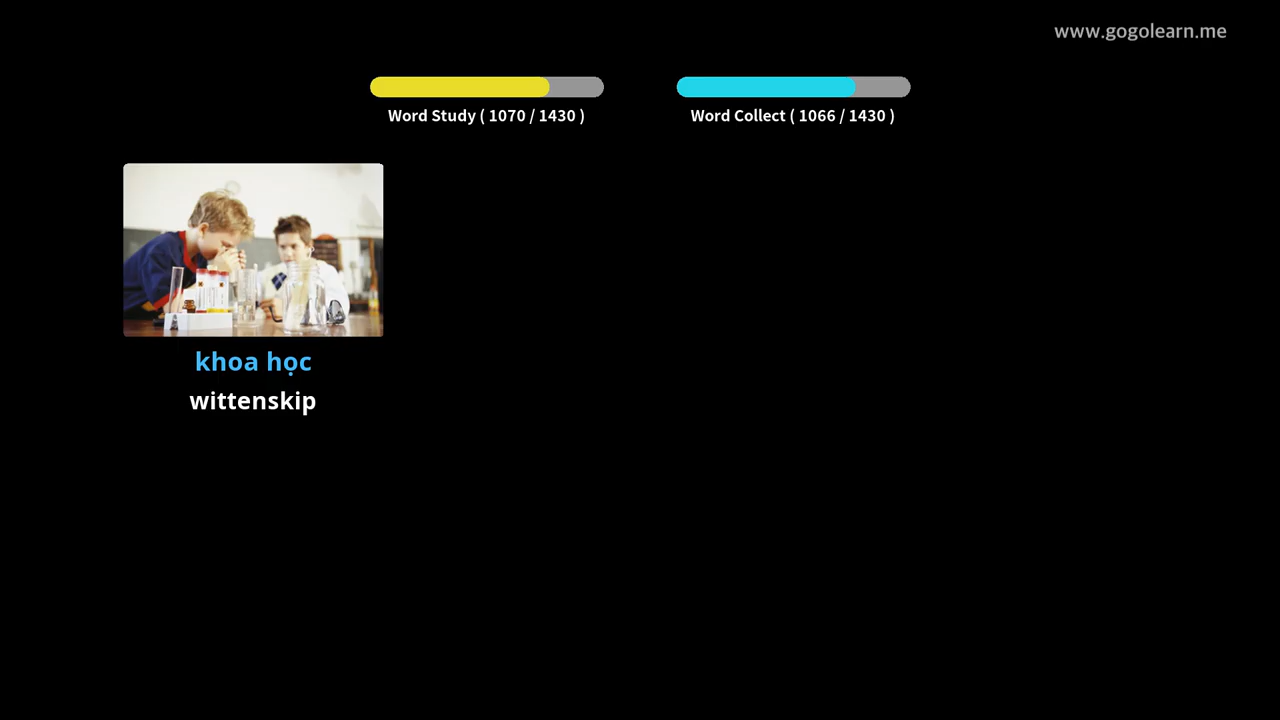 www.gogolearn.me
Word Study ( 1070 / 1430 )
Word Collect ( 1066 / 1430 )
khoa học
wittenskip